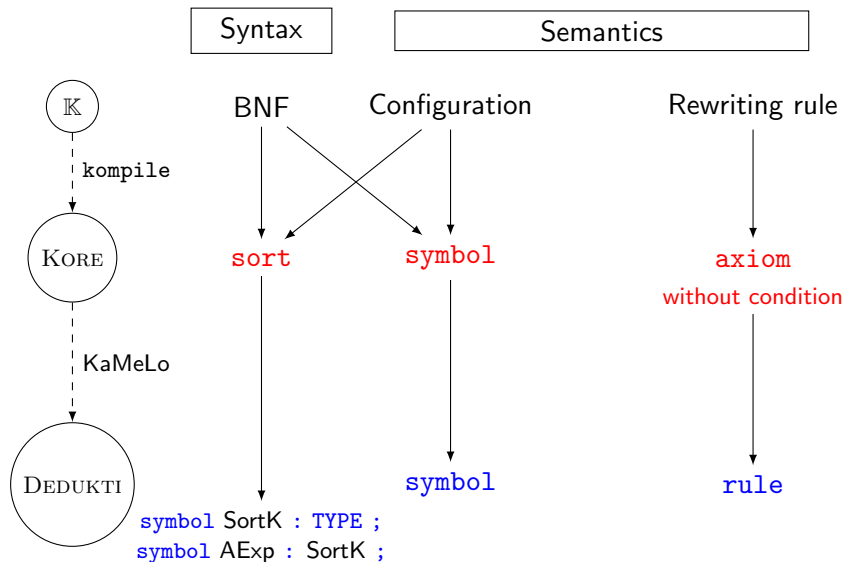 Syntax Semantics
𝕂 BNF Configuration Rewriting rule
kompile
KORE sort symbol axiom
without condition
KaMeLo
DEDUKTI symbol rule
symbol SortK : TYPE ;
symbol AExp : SortK ;